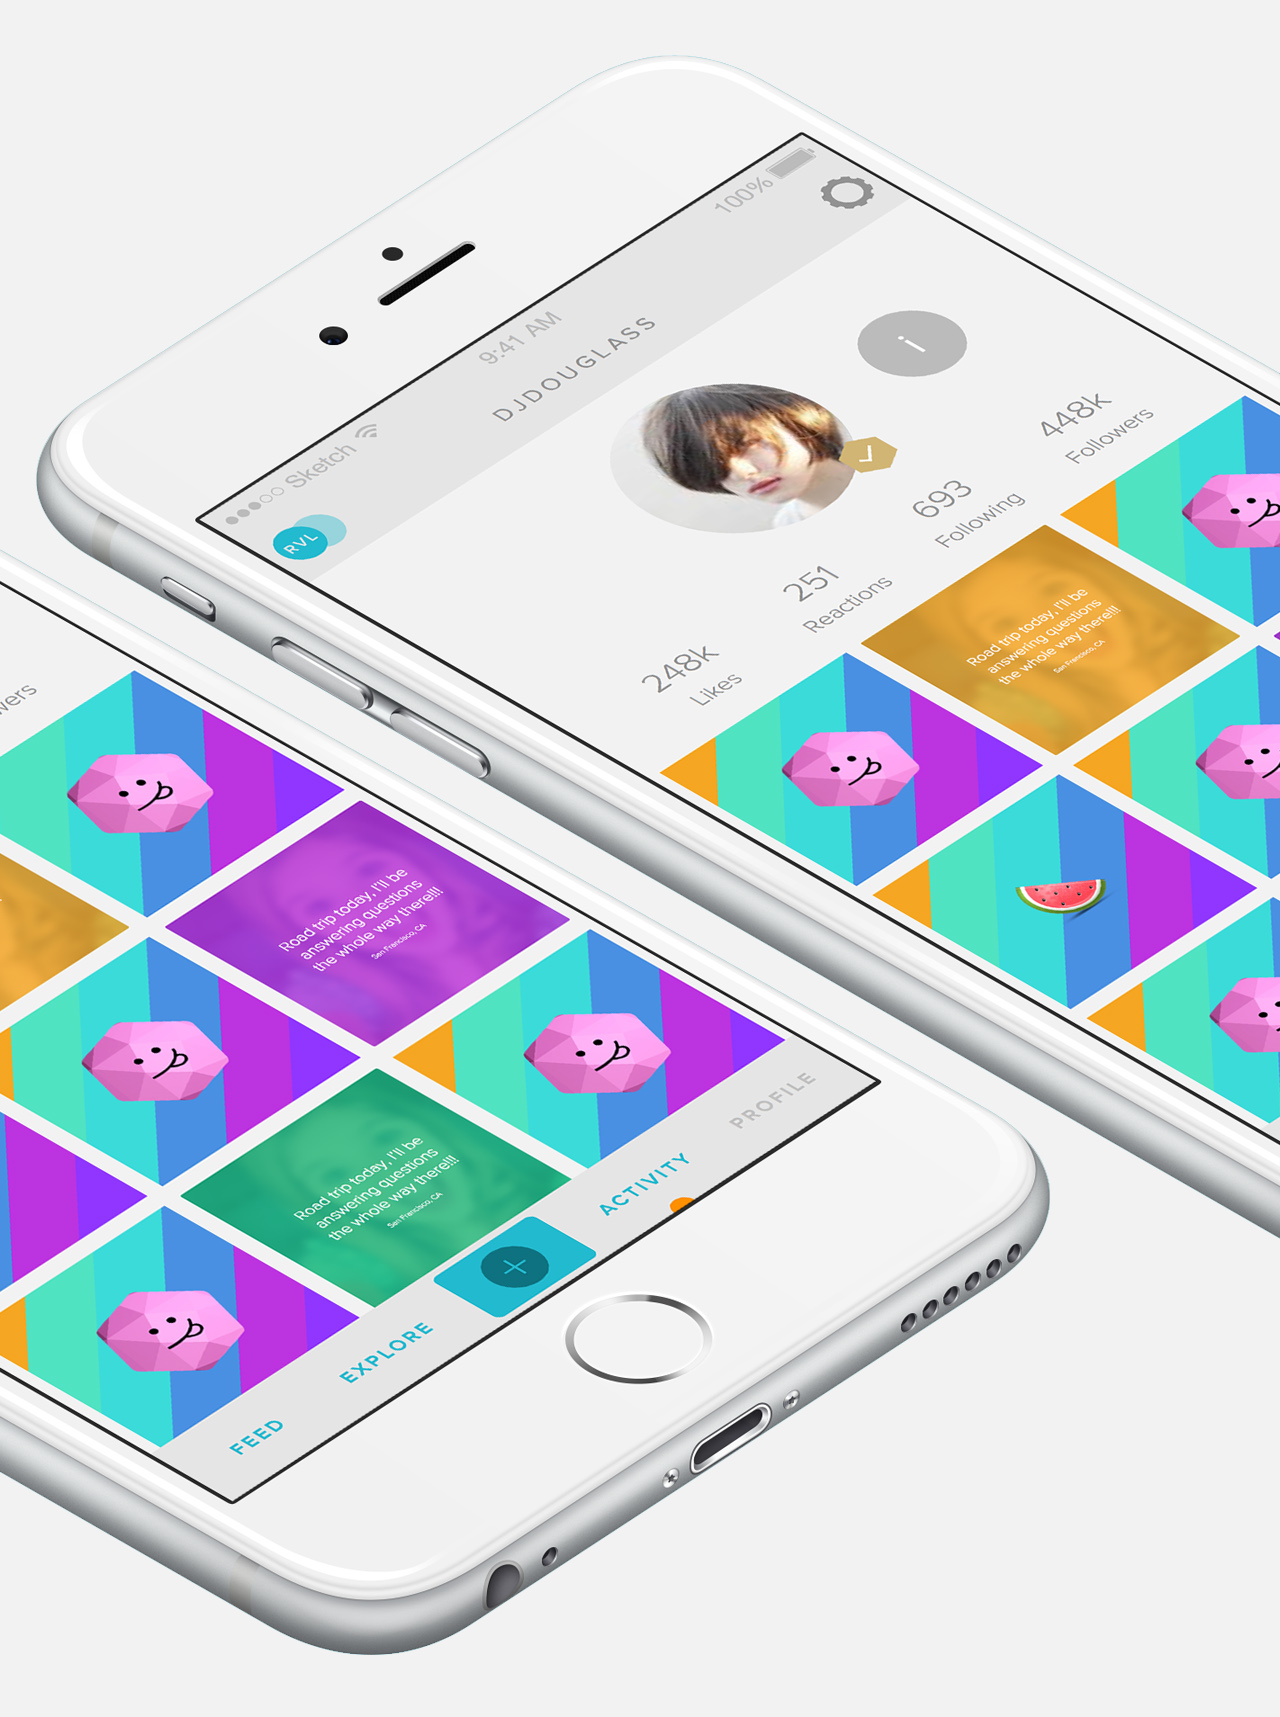 ●●●○○ Sketch
9:41 AM
100%
RVL
DJDOUGLASS
i
248k
Likes
251
Reactions
693
Following
448k
Followers
Road trip today, I'll be
answering questions
the whole way there!!!
San Francisco, CA
wers
Road trip today, I'll be
answering questions
the whole way there!!!
San Francisco, CA
Road trip today, I'll be
answering questions
the whole way there!!!
San Francisco, CA
FEED
EXPLORE
+
ACTIVITY
PROFILE